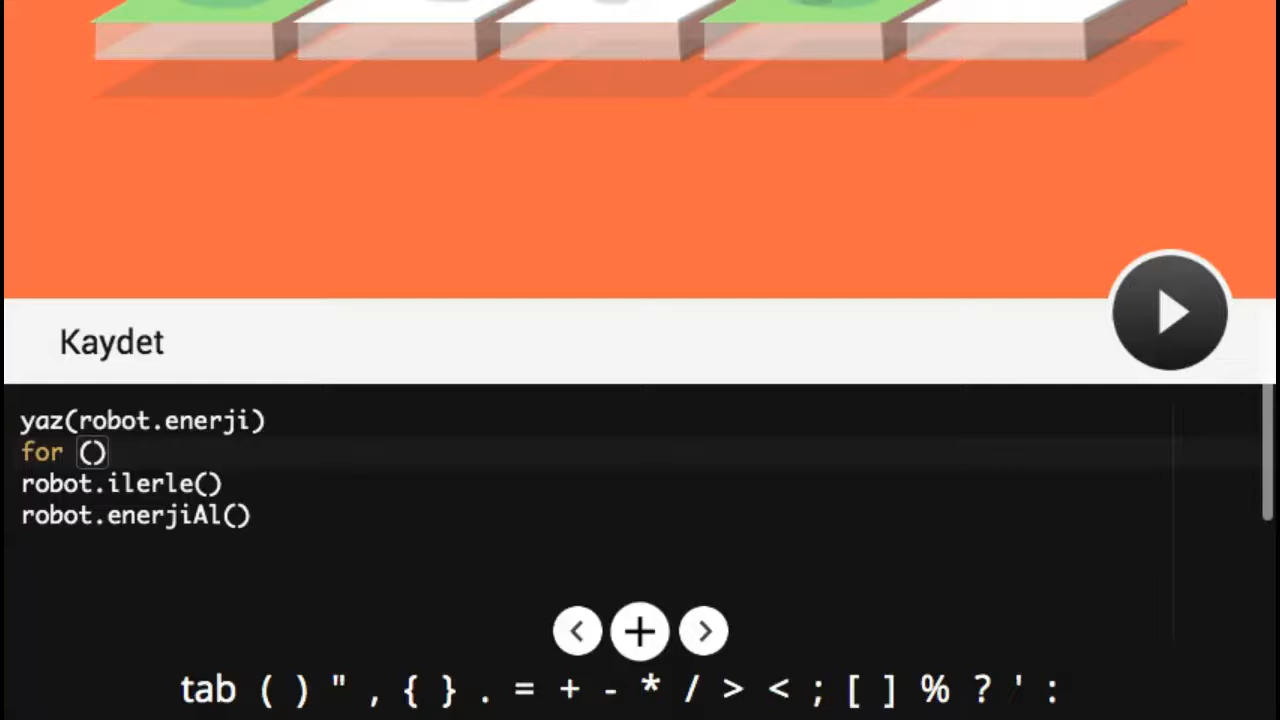 Kaydet
yaz(robot.enerji)
for ()
robot.ilerle()
robot.enerjiAl()
< + >
tab ( ) " , { } . = + - * / > < ; [ ] % ? ' :